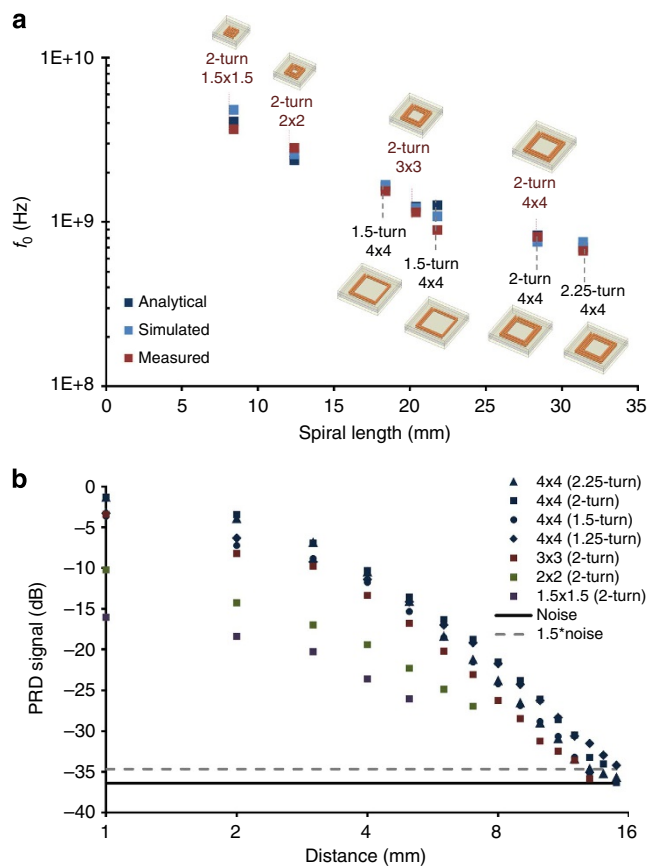 a
1E+10
1E+9
1E+8
f0 (Hz)
2-turn
1.5x1.5
2-turn
2x2
2-turn
3x3
2-turn
4x4
1.5-turn
4x4
1.5-turn
4x4
2-turn
4x4
2.25-turn
4x4
Analytical
Simulated
Measured
0 5 10 15 20 25 30 35
Spiral length (mm)
b
0
−5
−10
−15
−20
−25
−30
−35
−40
PRD signal (dB)
4x4 (2.25-turn)
4x4 (2-turn)
4x4 (1.5-turn)
4x4 (1.25-turn)
3x3 (2-turn)
2x2 (2-turn)
1.5x1.5 (2-turn)
Noise
1.5*noise
1 2 4 8 16
Distance (mm)